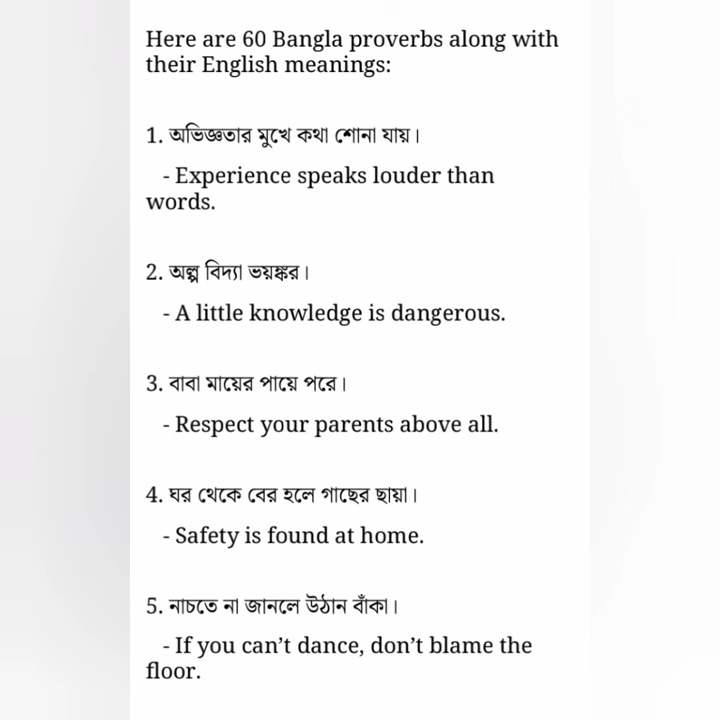 Here are 60 Bangla proverbs along with
their English meanings:
1. অভিজ্ঞতার মুখে কথা শোনা যায়।
- Experience speaks louder than
words.
2. অল্প বিদ্যা ভয়ঙ্কর।
- A little knowledge is dangerous.
3. বাবা মায়ের পায়ে পরে।
- Respect your parents above all.
4. ঘর থেকে বের হলে গাছের ছায়া।
- Safety is found at home.
5. নাচতে না জানলে উঠান বাঁকা।
- If you can’t dance, don’t blame the
floor.